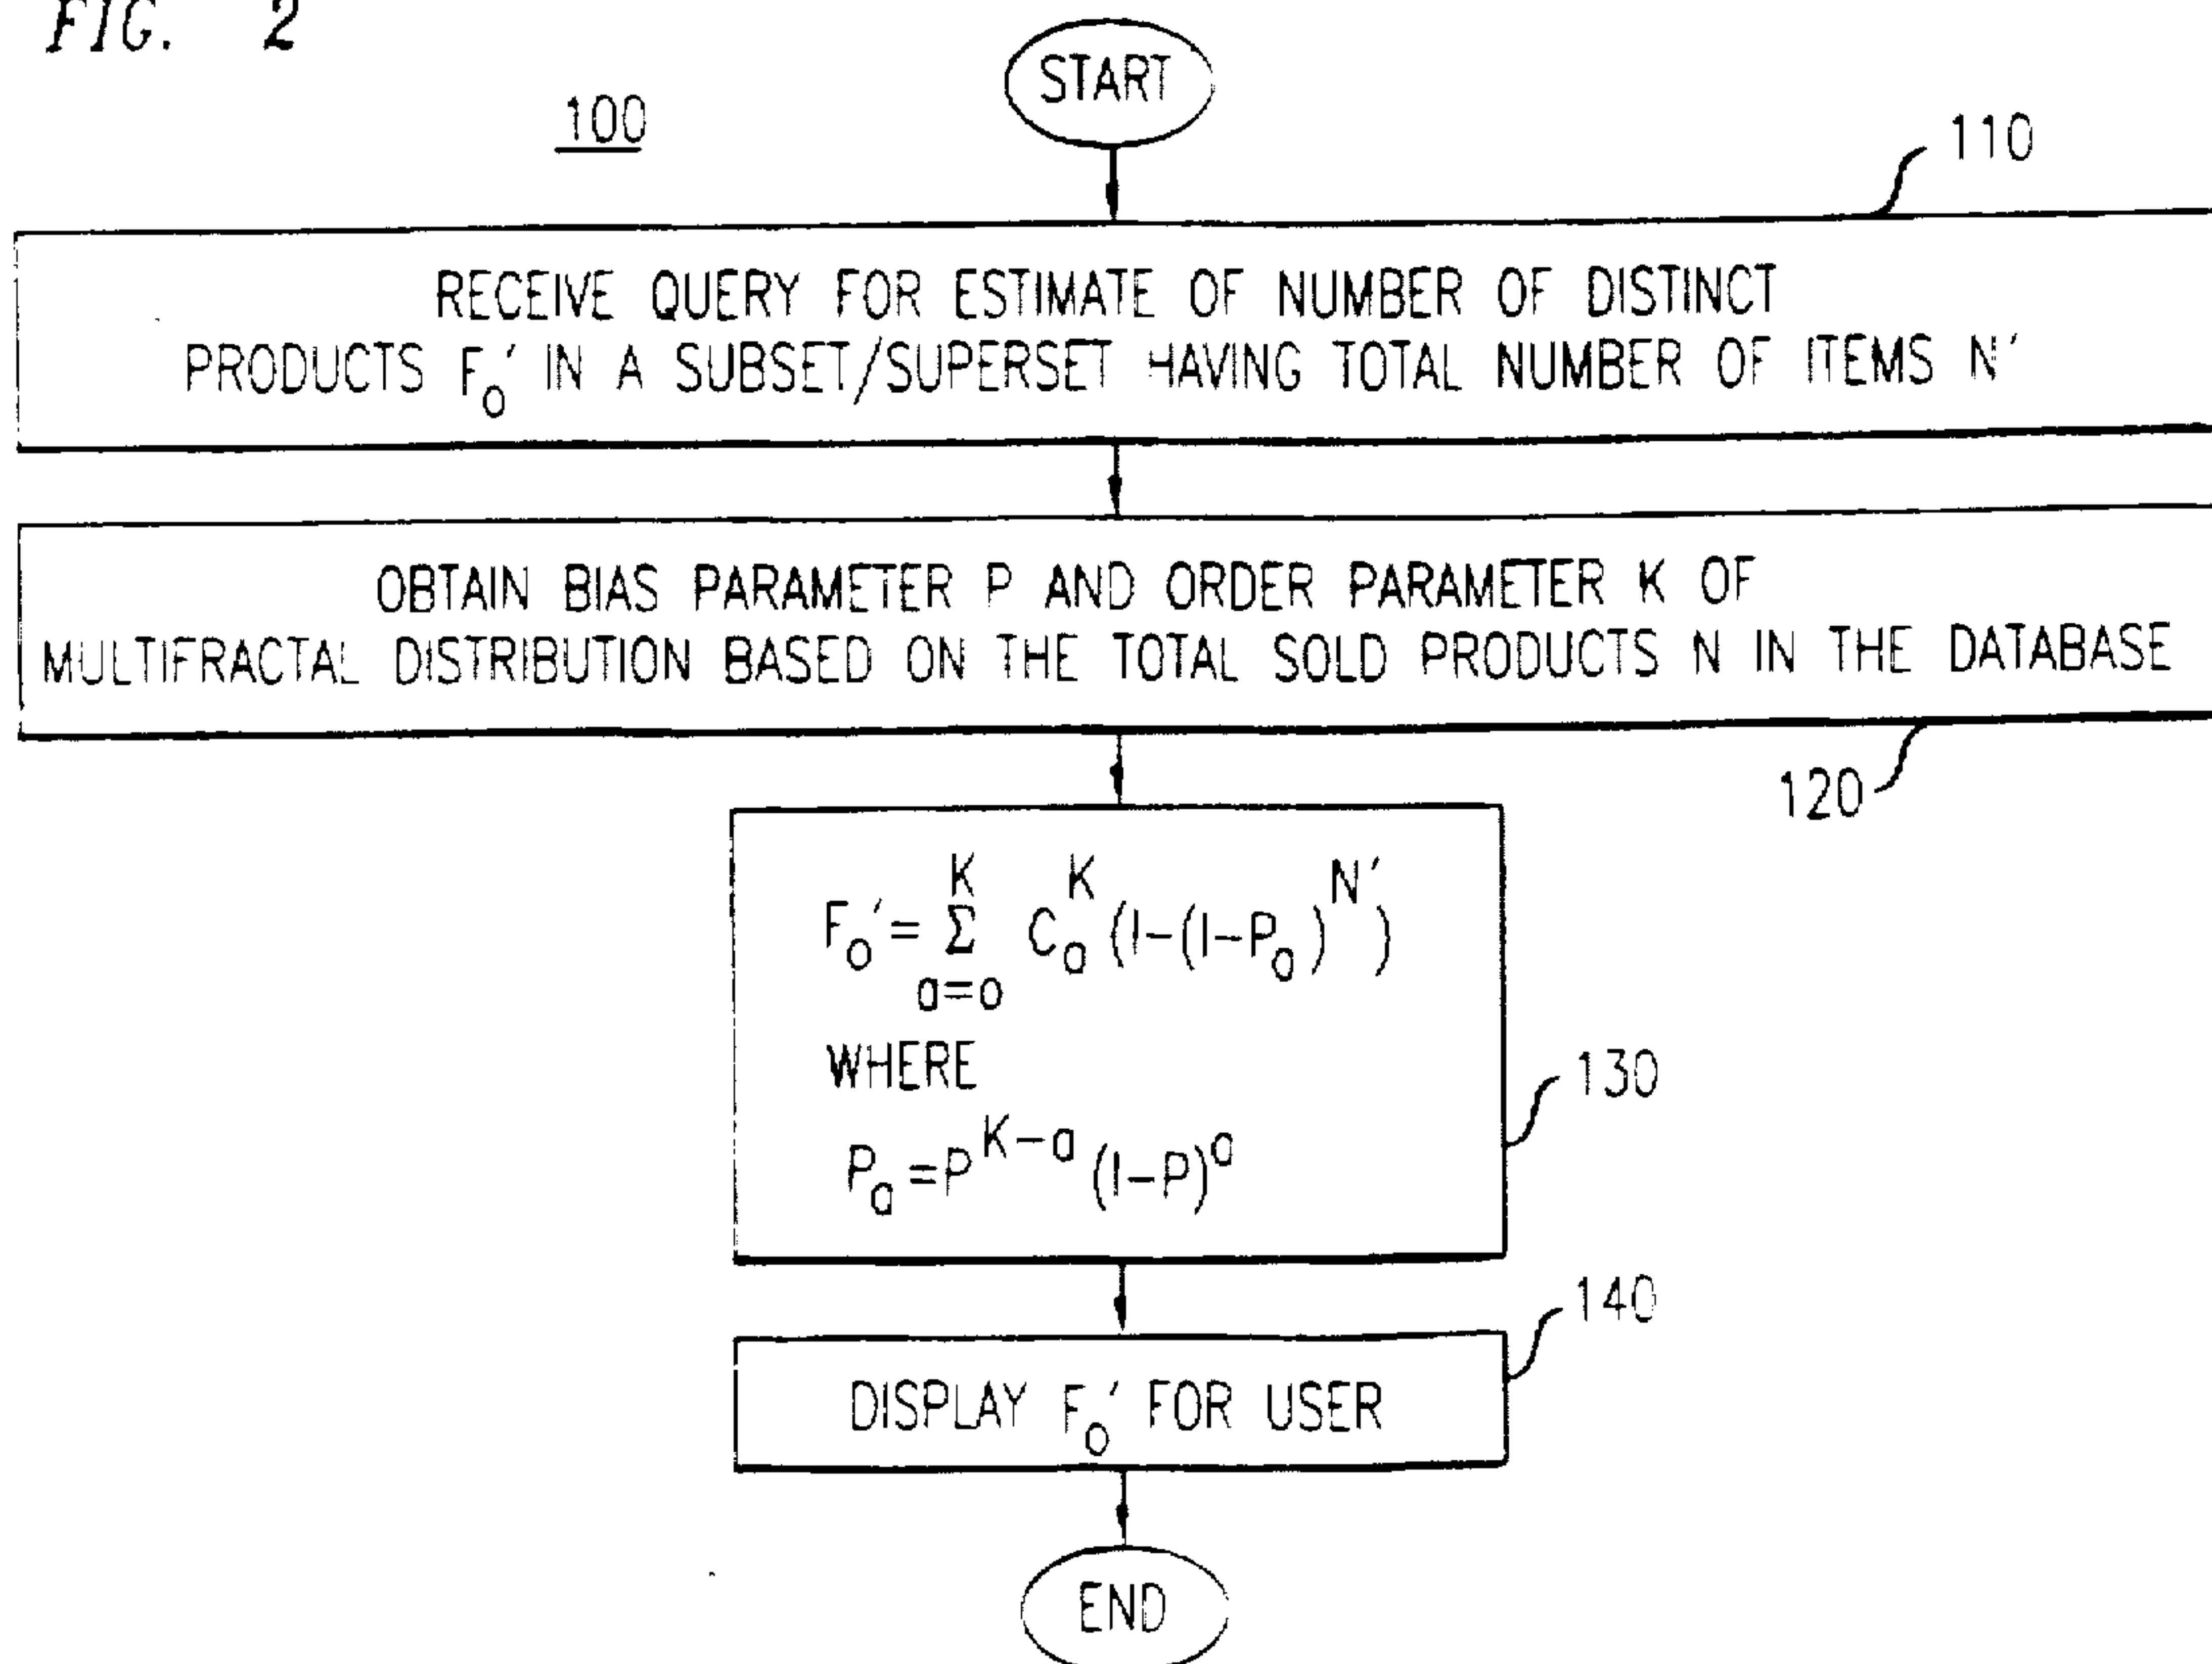 FIG. 2
START
100
110
RECEIVE QUERY FOR ESTIMATE OF NUMBER OF DISTINCT
PRODUCTS F₀′ IN A SUBSET/SUPERSET HAVING TOTAL NUMBER OF ITEMS N′
OBTAIN BIAS PARAMETER P AND ORDER PARAMETER K OF
MULTIFRACTAL DISTRIBUTION BASED ON THE TOTAL SOLD PRODUCTS N IN THE DATABASE
120
F₀′ = Σ_{a=0}^{K} C_a^K (1-(1-P_a)^{N′})
WHERE
P_a = P^{K-a} (1-P)^a
130
140
DISPLAY F₀′ FOR USER
END